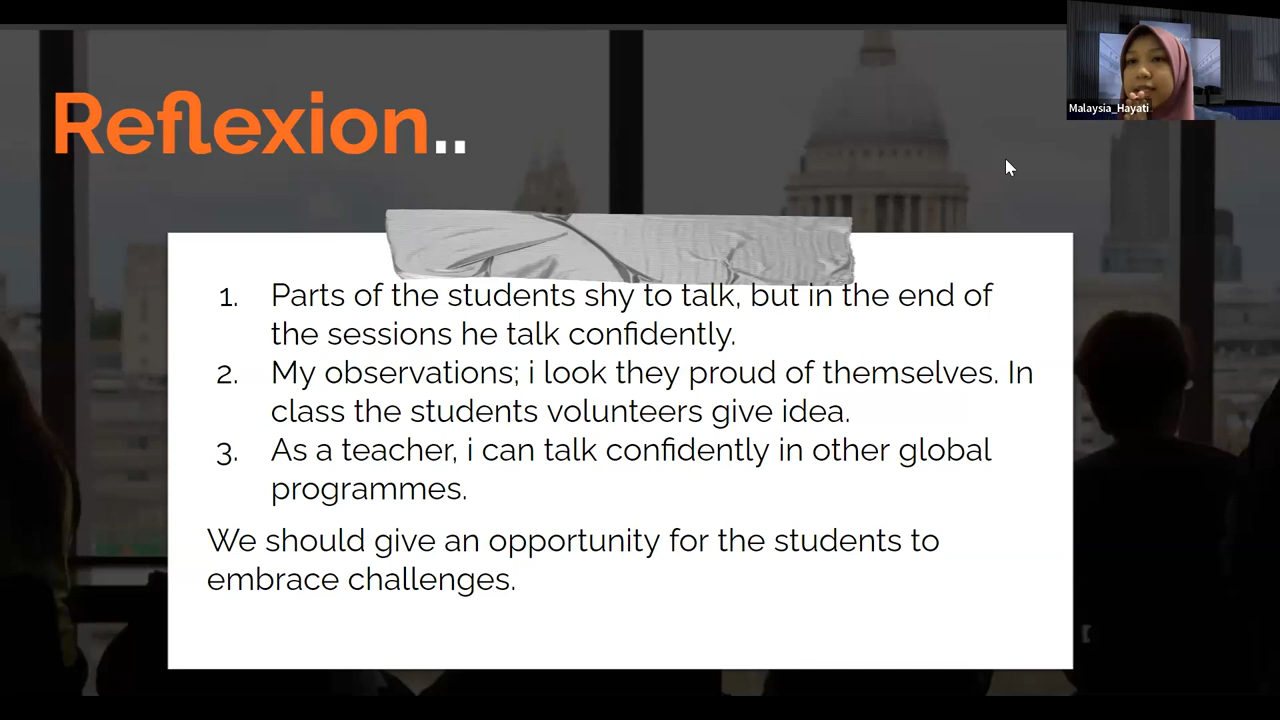 Reflexion..
Malaysia_Hayati
1. Parts of the students shy to talk, but in the end of
the sessions he talk confidently.
2. My observations; i look they proud of themselves. In
class the students volunteers give idea.
3. As a teacher, i can talk confidently in other global
programmes.
We should give an opportunity for the students to
embrace challenges.